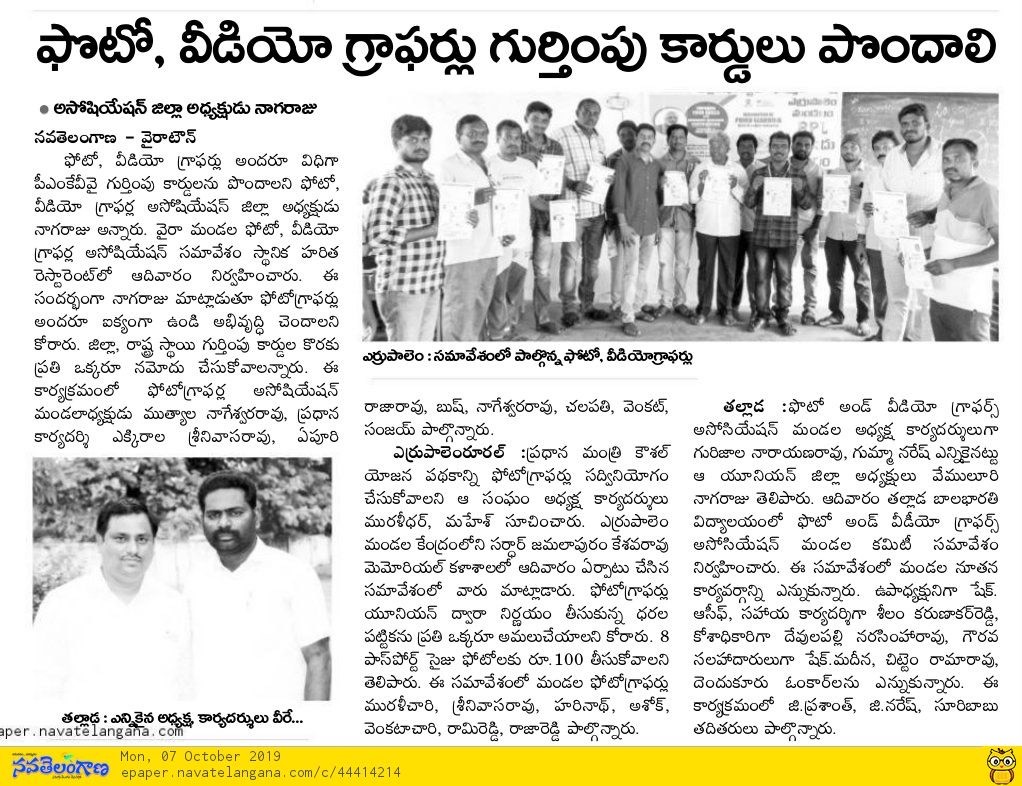 ఫొటో, వీడియో గ్రాఫర్లు గుర్తింపు కార్డులు పొందాలి
● అసోషియేషన్ జిల్లా అధ్యక్షుడు నాగరాజు
నవతెలంగాణ - వైరాటౌన్
ఫోటో, వీడియో గ్రాఫర్లు అందరూ విధిగా
పీఎంకేవీవై గుర్తింపు కార్డులను పొందాలని ఫోటో,
వీడియో గ్రాఫర్ల అసోషియేషన్ జిల్లా అధ్యక్షుడు
నాగరాజు అన్నారు. వైరా మండల ఫోటో, వీడియో
గ్రాఫర్ల అసోషియేషన్ సమావేశం స్థానిక హరిత
రెస్టారెంట్‌లో ఆదివారం నిర్వహించారు. ఈ
సందర్భంగా నాగరాజు మాట్లాడుతూ ఫోటోగ్రాఫర్లు
అందరూ ఐక్యంగా ఉండి అభివృద్ధి చెందాలని
కోరారు. జిల్లా, రాష్ట్ర స్థాయి గుర్తింపు కార్డుల కొరకు
ప్రతి ఒక్కరూ నమోదు చేసుకోవాలన్నారు. ఈ
కార్యక్రమంలో ఫోటోగ్రాఫర్ల అసోషియేషన్
మండలాధ్యక్షుడు ముత్యాల నాగేశ్వరరావు, ప్రధాన
కార్యదర్శి ఎక్కిరాల శ్రీనివాసరావు, ఏపూరి
తల్లాడ : ఎన్నికైన అధ్యక్ష, కార్యదర్శులు వీరే...
ఎర్రుపాలెం : సమావేశంలో పాల్గొన్న ఫోటో, వీడియోగ్రాఫర్లు
రాజారావు, బుష్, నాగేశ్వరరావు, చలపతి, వెంకట్,
సంజయ్ పాల్గొన్నారు.
ఎర్రుపాలెంరూరల్ :ప్రధాన మంత్రి కౌశల్
యోజన పథకాన్ని ఫోటోగ్రాఫర్లు సద్వినియోగం
చేసుకోవాలని ఆ సంఘం అధ్యక్ష కార్యదర్శులు
మురళీధర్, మహేశ్ సూచించారు. ఎర్రుపాలెం
మండల కేంద్రంలోని సర్ధార్ జమలాపురం కేశవరావు
మెమోరియల్ కళాశాలలో ఆదివారం ఏర్పాటు చేసిన
సమావేశంలో వారు మాట్లాడారు. ఫోటోగ్రాఫర్లు
యూనియన్ ద్వారా నిర్ణయం తీసుకున్న ధరల
పట్టికను ప్రతి ఒక్కరూ అమలుచేయాలని కోరారు. 8
పాస్‌పోర్ట్ సైజు ఫోటోలకు రూ.100 తీసుకోవాలని
తెలిపారు. ఈ సమావేశంలో మండల ఫోటోగ్రాఫర్లు
మురళీచారి, శ్రీనివాసరావు, హరినాథ్, అశోక్,
వెంకటాచారి, రామిరెడ్డి, రాజారెడ్డి పాల్గొన్నారు.
తల్లాడ :ఫొటో అండ్ వీడియో గ్రాఫర్స్
అసోసియేషన్ మండల అధ్యక్ష కార్యదర్శులుగా
గురిజాల నారాయణరావు, గుమ్మా నరేష్ ఎన్నికైనట్టు
ఆ యూనియన్ జిల్లా అధ్యక్షులు వేములూరి
నాగరాజు తెలిపారు. ఆదివారం తల్లాడ బాలభారతి
విద్యాలయంలో ఫొటో అండ్ వీడియో గ్రాఫర్స్
అసోసియేషన్ మండల కమిటీ సమావేశం
నిర్వహించారు. ఈ సమావేశంలో మండల నూతన
కార్యవర్గాన్ని ఎన్నుకున్నారు. ఉపాధ్యక్షునిగా షేక్.
ఆసీఫ్, సహాయ కార్యదర్శిగా శీలం కరుణాకర్‌రెడ్డి,
కోశాధికారిగా దేవులపల్లి నరసింహారావు, గౌరవ
సలహాదారులుగా షేక్.మదీన, చిట్టెం రామారావు,
దెందుకూరు ఓంకార్‌లను ఎన్నుకున్నారు. ఈ
కార్యక్రమంలో జి.ప్రశాంత్, జి.నరేష్, సూరిబాబు
తదితరులు పాల్గొన్నారు.
aper.navatelangana.com
నవతెలంగాణ
Mon, 07 October 2019
epaper.navatelangana.com/c/44414214